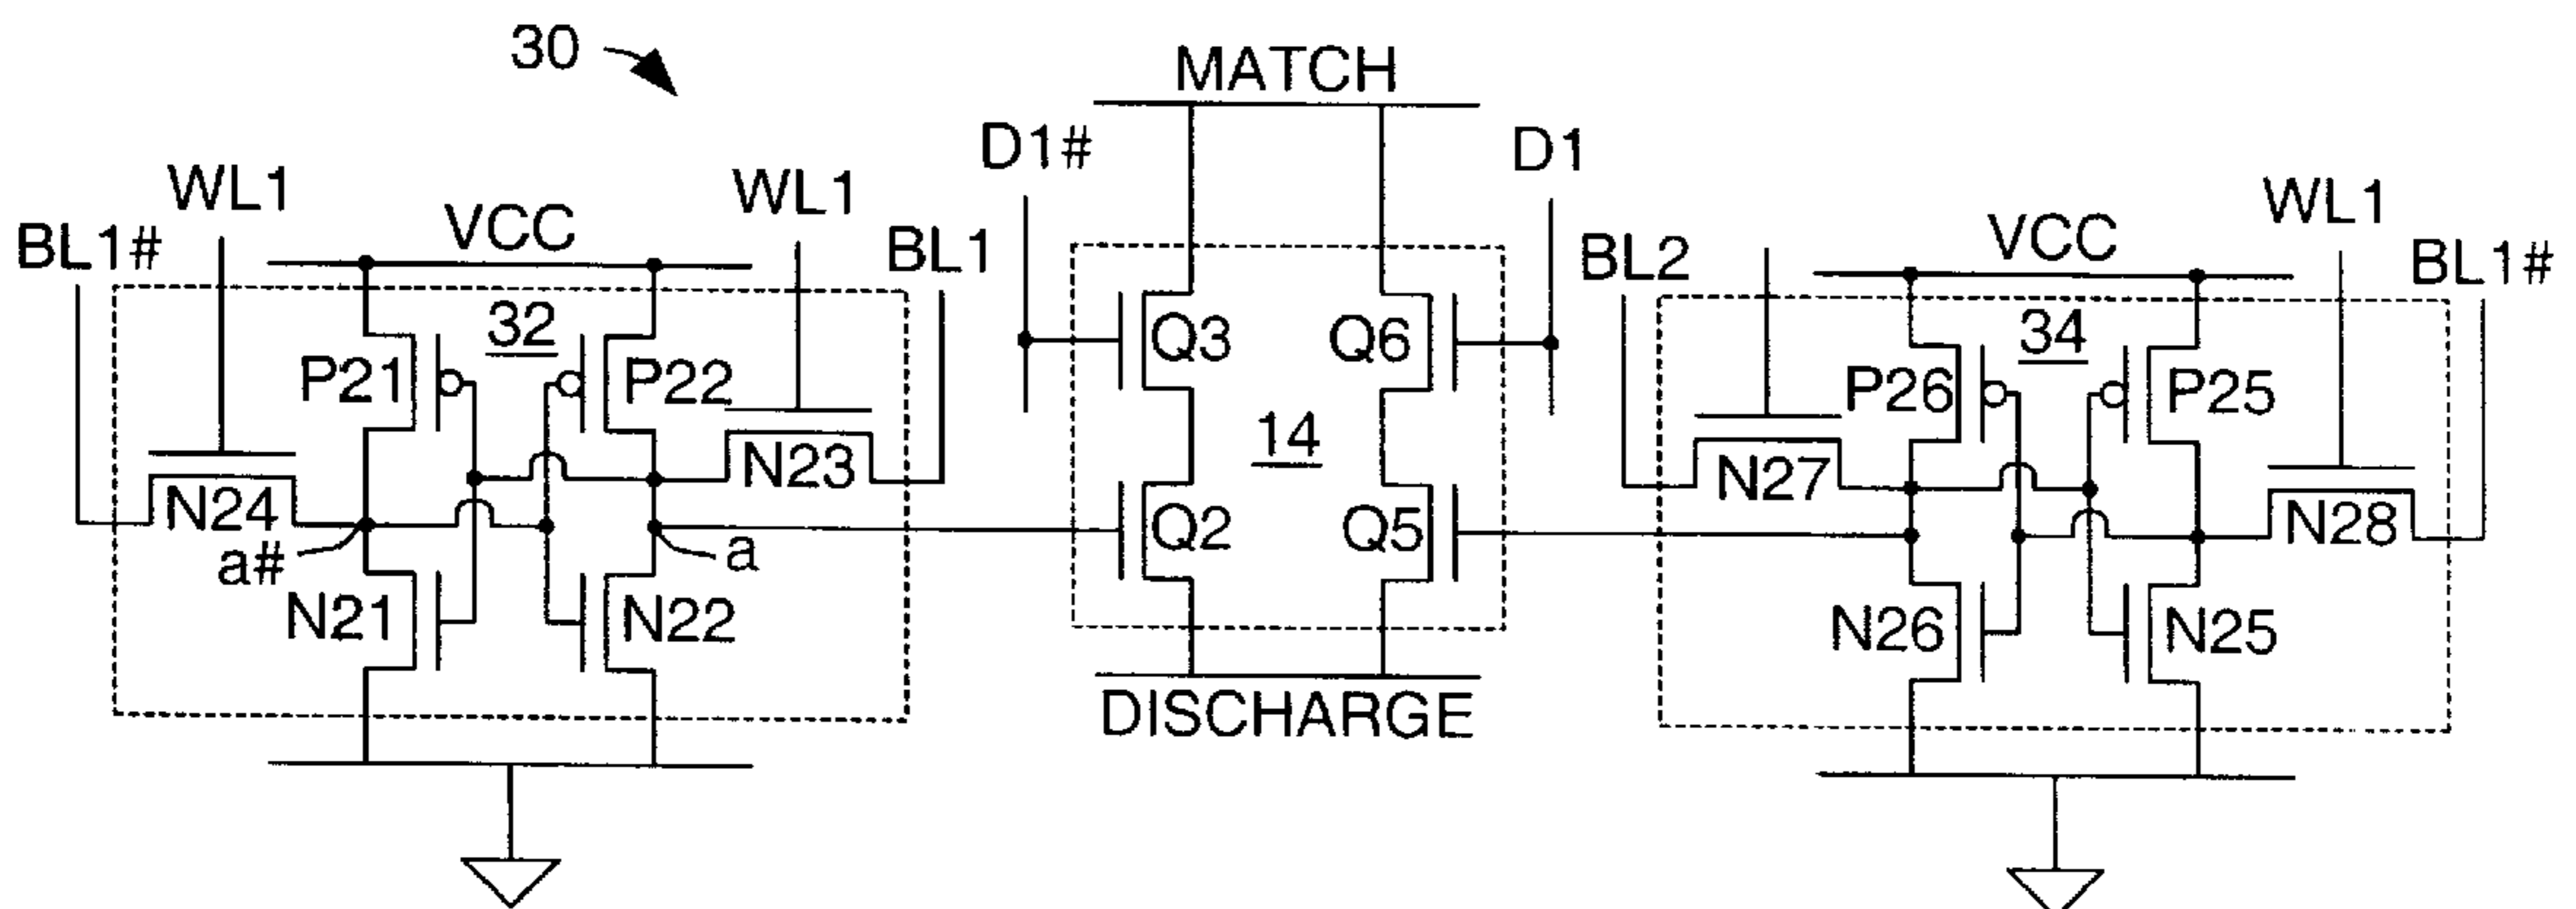 30
MATCH
D1#
D1
WL1
WL1
WL1
BL1#
VCC
BL1
BL2
VCC
BL1#
32
34
P21
P22
Q3
Q6
P26
P25
14
N24
N23
N27
N28
a#
a
Q2
Q5
N21
N22
N26
N25
DISCHARGE